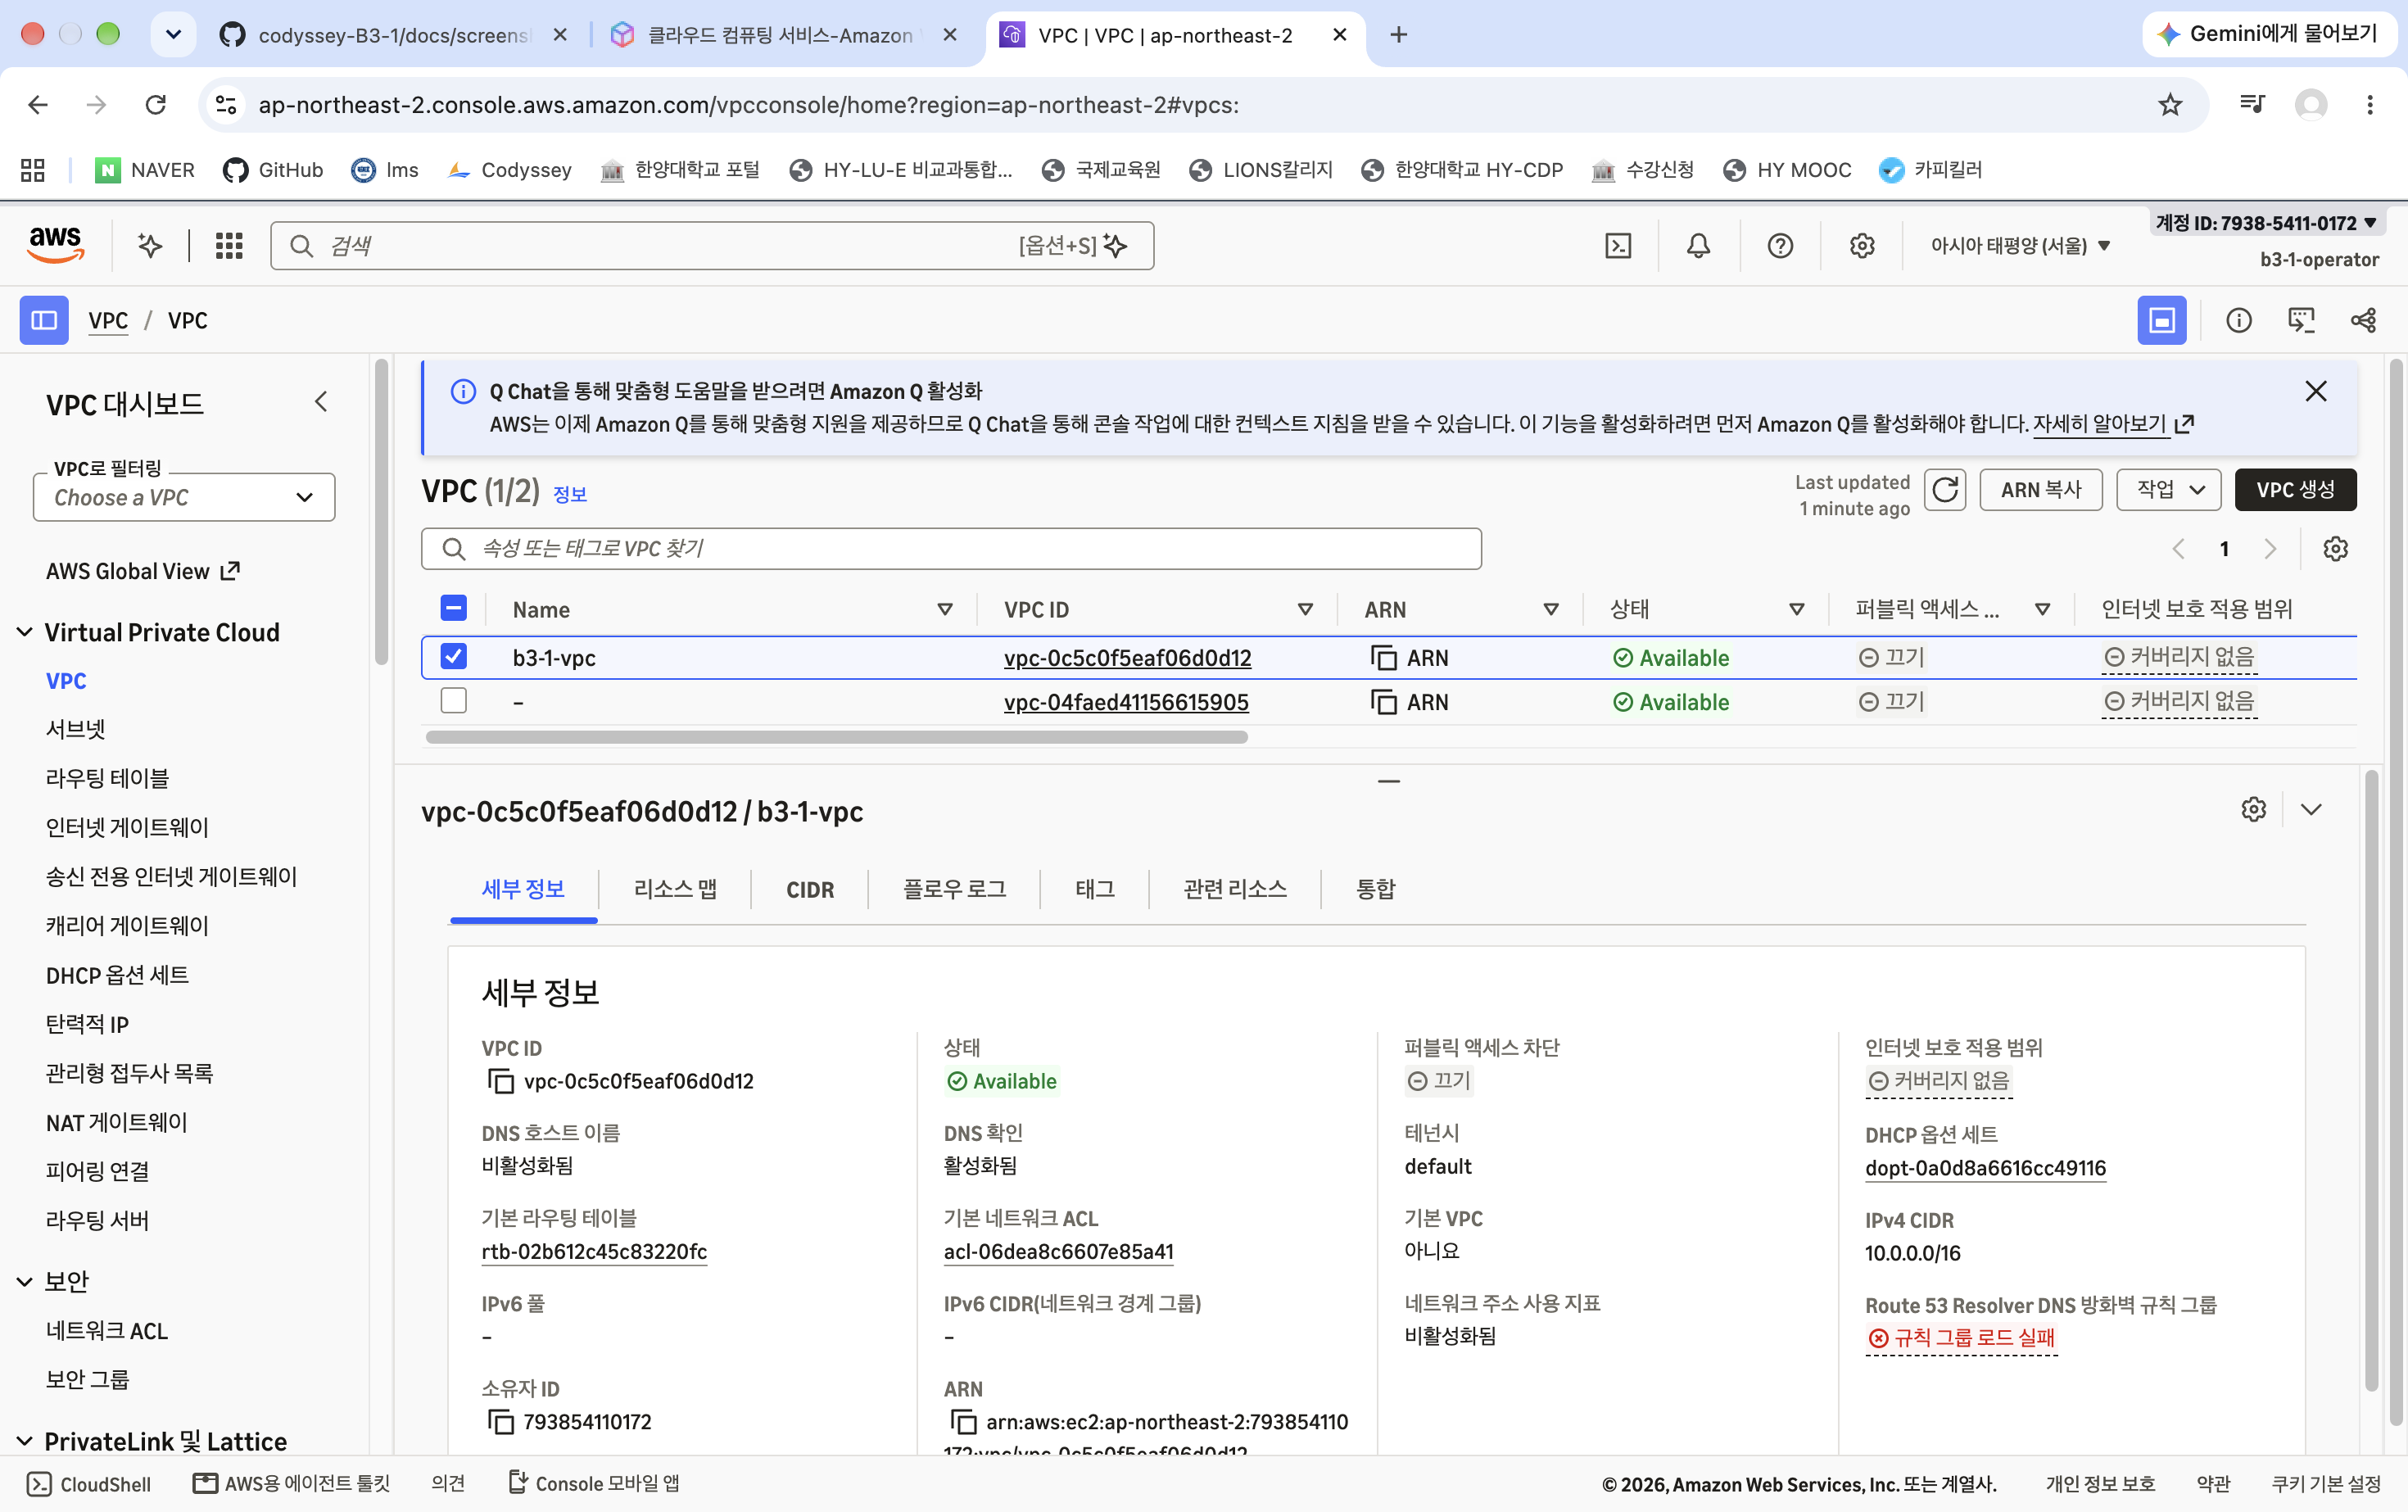 codyssey-B3-1/docs/screens
클라우드 컴퓨팅 서비스-Amazon
VPC | VPC | ap-northeast-2
Gemini에게 물어보기
ap-northeast-2.console.aws.amazon.com/vpcconsole/home?region=ap-northeast-2#vpcs:
NAVER
GitHub
lms
Codyssey
한양대학교 포털
HY-LU-E 비교과통합...
국제교육원
LIONS칼리지
한양대학교 HY-CDP
수강신청
HY MOOC
카피킬러
aws
검색
[옵션+S]
아시아 태평양 (서울)
계정 ID: 7938-5411-0172
b3-1-operator
VPC / VPC
VPC 대시보드
VPC로 필터링
Choose a VPC
AWS Global View
Virtual Private Cloud
VPC
서브넷
라우팅 테이블
인터넷 게이트웨이
송신 전용 인터넷 게이트웨이
캐리어 게이트웨이
DHCP 옵션 세트
탄력적 IP
관리형 접두사 목록
NAT 게이트웨이
피어링 연결
라우팅 서버
보안
네트워크 ACL
보안 그룹
PrivateLink 및 Lattice
Q Chat을 통해 맞춤형 도움말을 받으려면 Amazon Q 활성화
AWS는 이제 Amazon Q를 통해 맞춤형 지원을 제공하므로 Q Chat을 통해 콘솔 작업에 대한 컨텍스트 지침을 받을 수 있습니다. 이 기능을 활성화하려면 먼저 Amazon Q를 활성화해야 합니다. 자세히 알아보기
VPC (1/2) 정보
Last updated
1 minute ago
ARN 복사
작업
VPC 생성
속성 또는 태그로 VPC 찾기
1
Name VPC ID ARN 상태 퍼블릭 액세스 ... 인터넷 보호 적용 범위
b3-1-vpc vpc-0c5c0f5eaf06d0d12 ARN Available 끄기 커버리지 없음
– vpc-04faed41156615905 ARN Available 끄기 커버리지 없음
vpc-0c5c0f5eaf06d0d12 / b3-1-vpc
세부 정보 리소스 맵 CIDR 플로우 로그 태그 관련 리소스 통합
세부 정보
VPC ID
vpc-0c5c0f5eaf06d0d12
상태
Available
퍼블릭 액세스 차단
끄기
인터넷 보호 적용 범위
커버리지 없음
DNS 호스트 이름
비활성화됨
DNS 확인
활성화됨
테넌시
default
DHCP 옵션 세트
dopt-0a0d8a6616cc49116
기본 라우팅 테이블
rtb-02b612c45c83220fc
기본 네트워크 ACL
acl-06dea8c6607e85a41
기본 VPC
아니요
IPv4 CIDR
10.0.0.0/16
IPv6 풀
–
IPv6 CIDR(네트워크 경계 그룹)
–
네트워크 주소 사용 지표
비활성화됨
Route 53 Resolver DNS 방화벽 규칙 그룹
규칙 그룹 로드 실패
소유자 ID
793854110172
ARN
arn:aws:ec2:ap-northeast-2:793854110
172:vpc/vpc-0c5c0f5eaf06d0d12
CloudShell
AWS용 에이전트 툴킷
의견
Console 모바일 앱
© 2026, Amazon Web Services, Inc. 또는 계열사.
개인 정보 보호
약관
쿠키 기본 설정